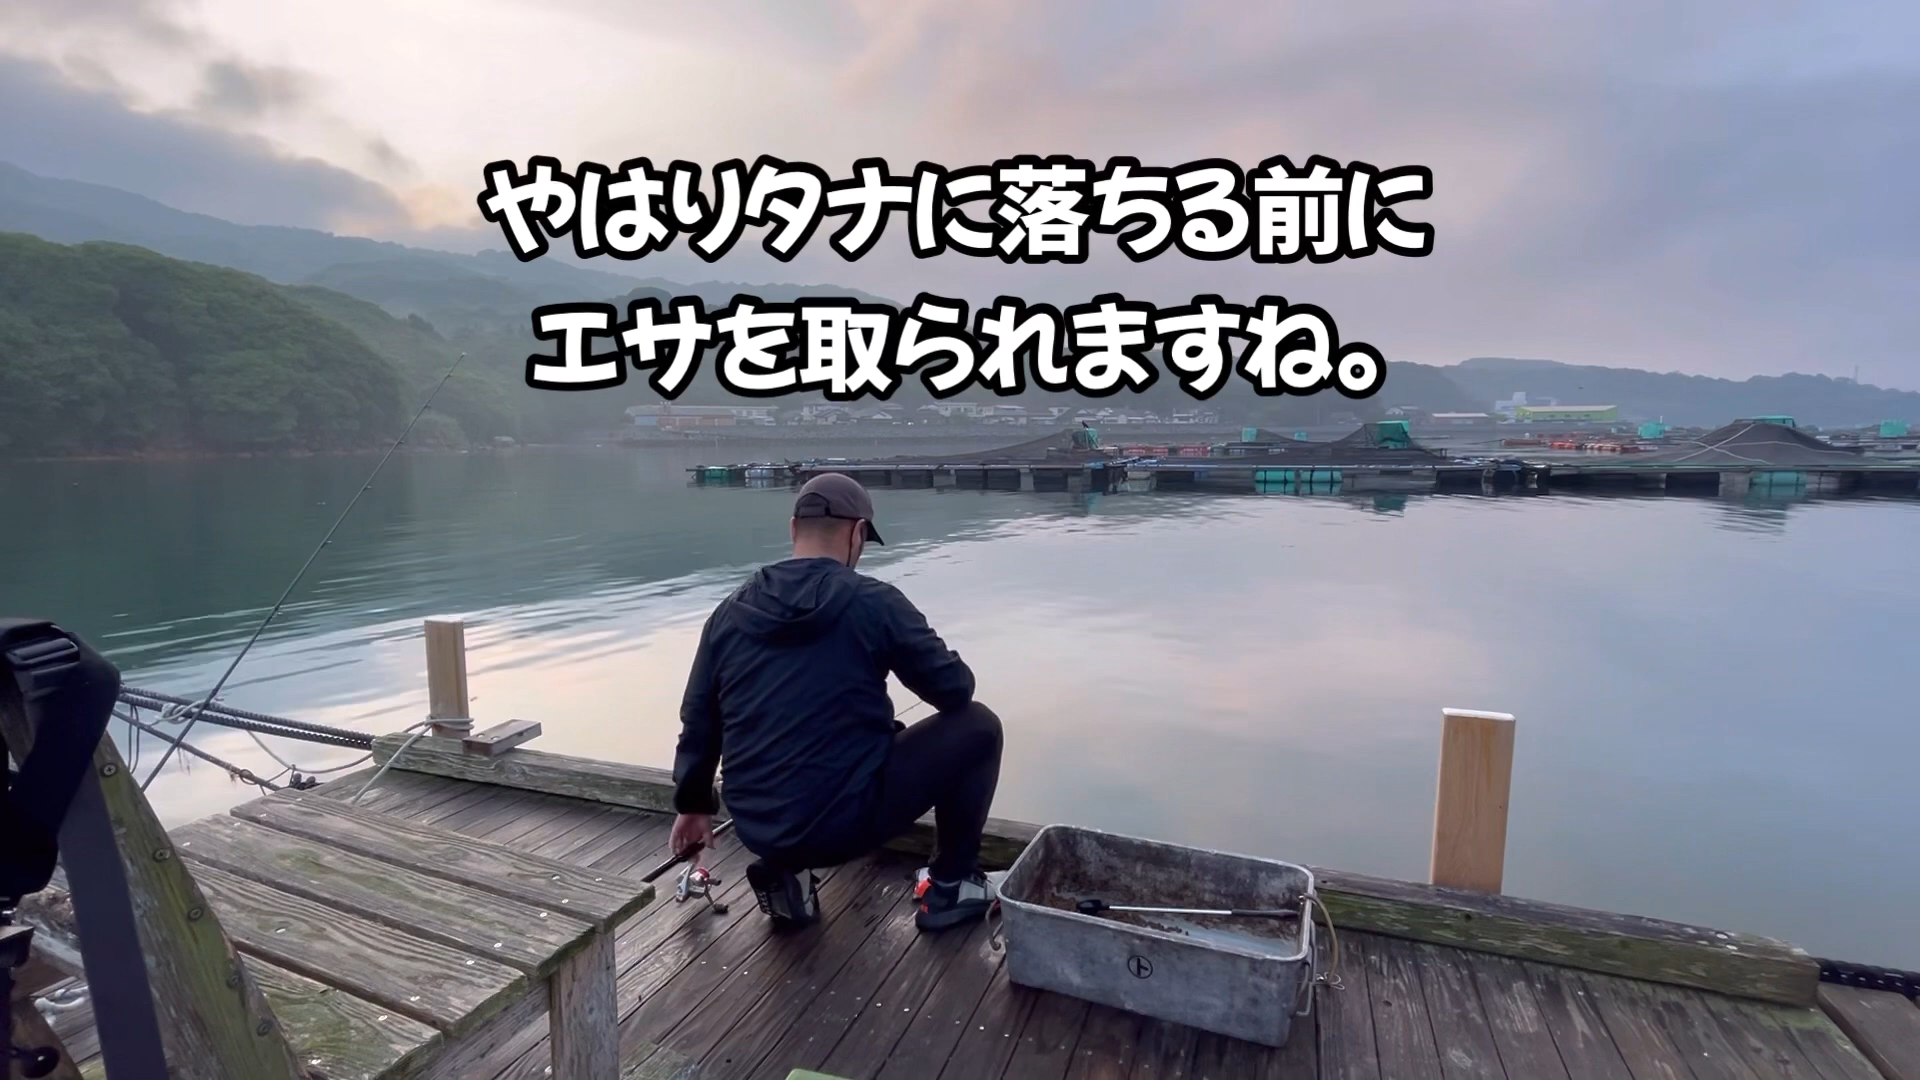 やはりタナに落ちる前に
エサを取られますね。
ト